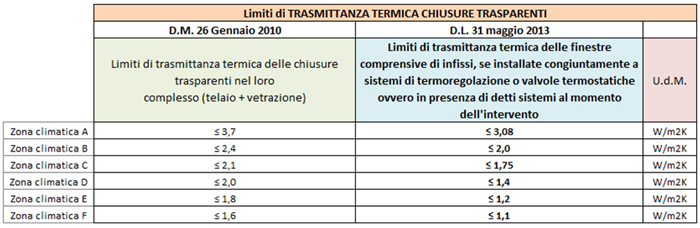 Limiti di TRASMITTANZA TERMICA CHIUSURE TRASPARENTI
D.M. 26 Gennaio 2010 D.L. 31 maggio 2013
Limiti di trasmittanza termica delle chiusure
trasparenti nel loro
complesso (telaio + vetrazione)
Limiti di trasmittanza termica delle finestre
comprensive di infissi, se installate congiuntamente a
sistemi di termoregolazione o valvole termostatiche
ovvero in presenza di detti sistemi al momento
dell'intervento
U.d.M.
Zona climatica A ≤ 3,7 ≤ 3,08 W/m2K
Zona climatica B ≤ 2,4 ≤ 2,0 W/m2K
Zona climatica C ≤ 2,1 ≤ 1,75 W/m2K
Zona climatica D ≤ 2,0 ≤ 1,4 W/m2K
Zona climatica E ≤ 1,8 ≤ 1,2 W/m2K
Zona climatica F ≤ 1,6 ≤ 1,1 W/m2K